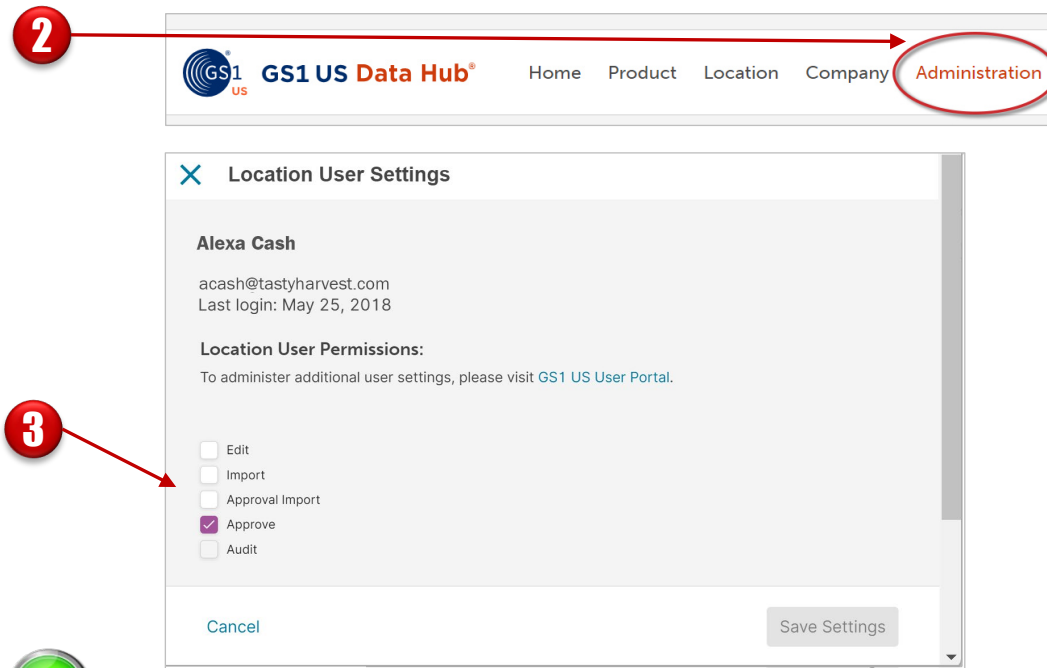 2
GS1 US
GS1 US Data Hub®
Home Product Location Company Administration
Location User Settings
Alexa Cash
acash@tastyharvest.com
Last login: May 25, 2018
Location User Permissions:
To administer additional user settings, please visit GS1 US User Portal.
3
Edit
Import
Approval Import
Approve
Audit
Cancel Save Settings